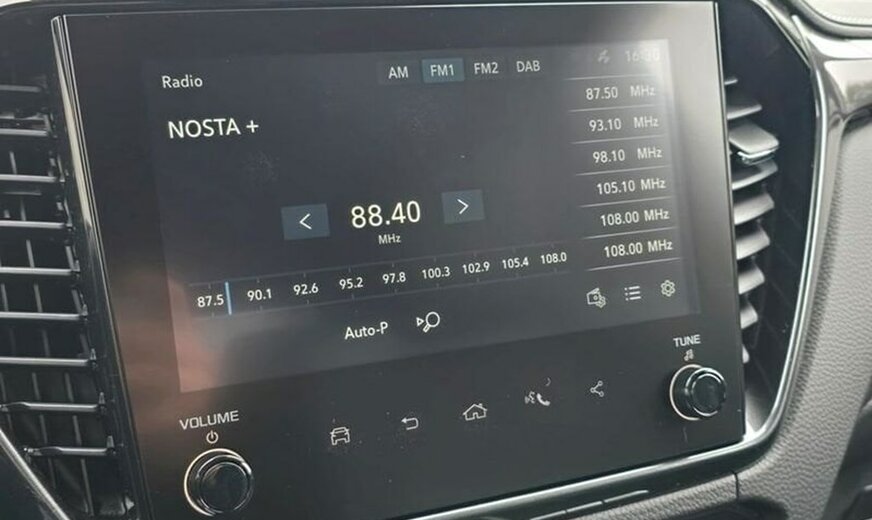 Radio
AM FM1 FM2 DAB
16:30
NOSTA +
87.50 MHz
93.10 MHz
98.10 MHz
105.10 MHz
108.00 MHz
108.00 MHz
88.40
MHz
87.5 90.1 92.6 95.2 97.8 100.3 102.9 105.4 108.0
Auto-P
VOLUME
TUNE